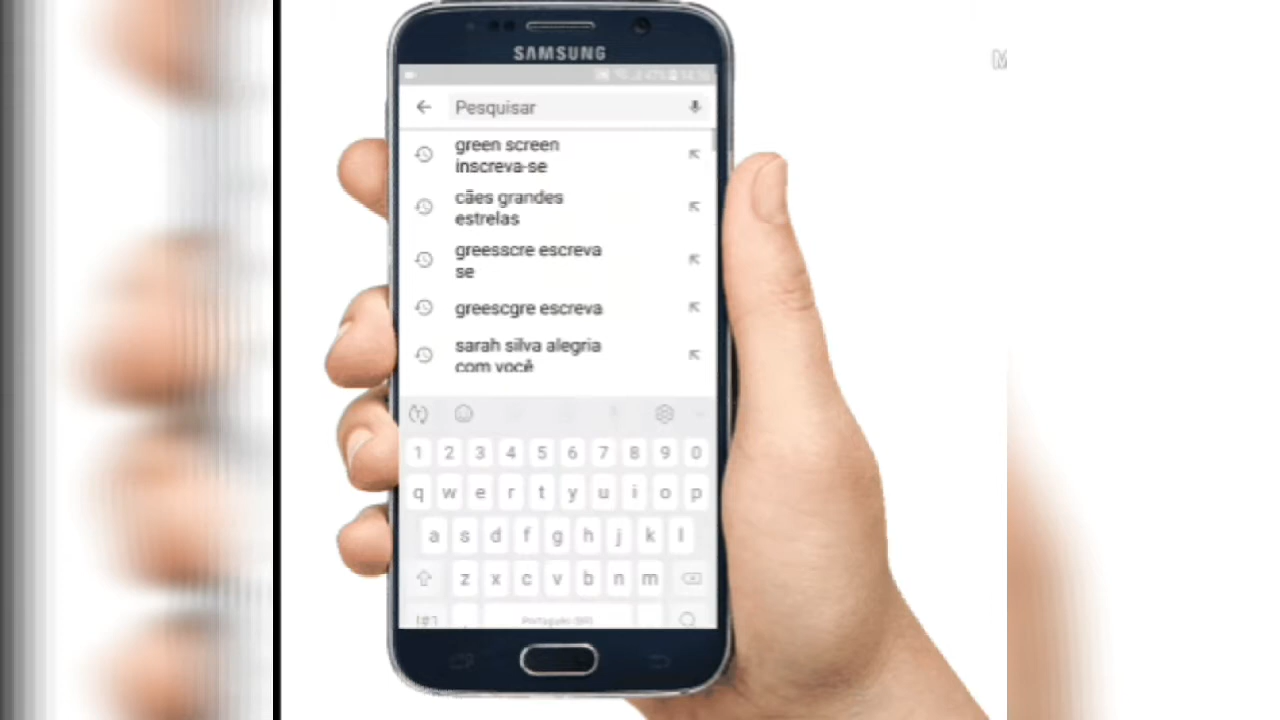 SAMSUNG
Pesquisar
green screen
inscreva-se
cães grandes
estrelas
greesscre escreva
se
greescgre escreva
sarah silva alegria
com você
1 2 3 4 5 6 7 8 9 0
q w e r t y u i o p
a s d f g h j k l
z x c v b n m
!#1 , Português (BR)